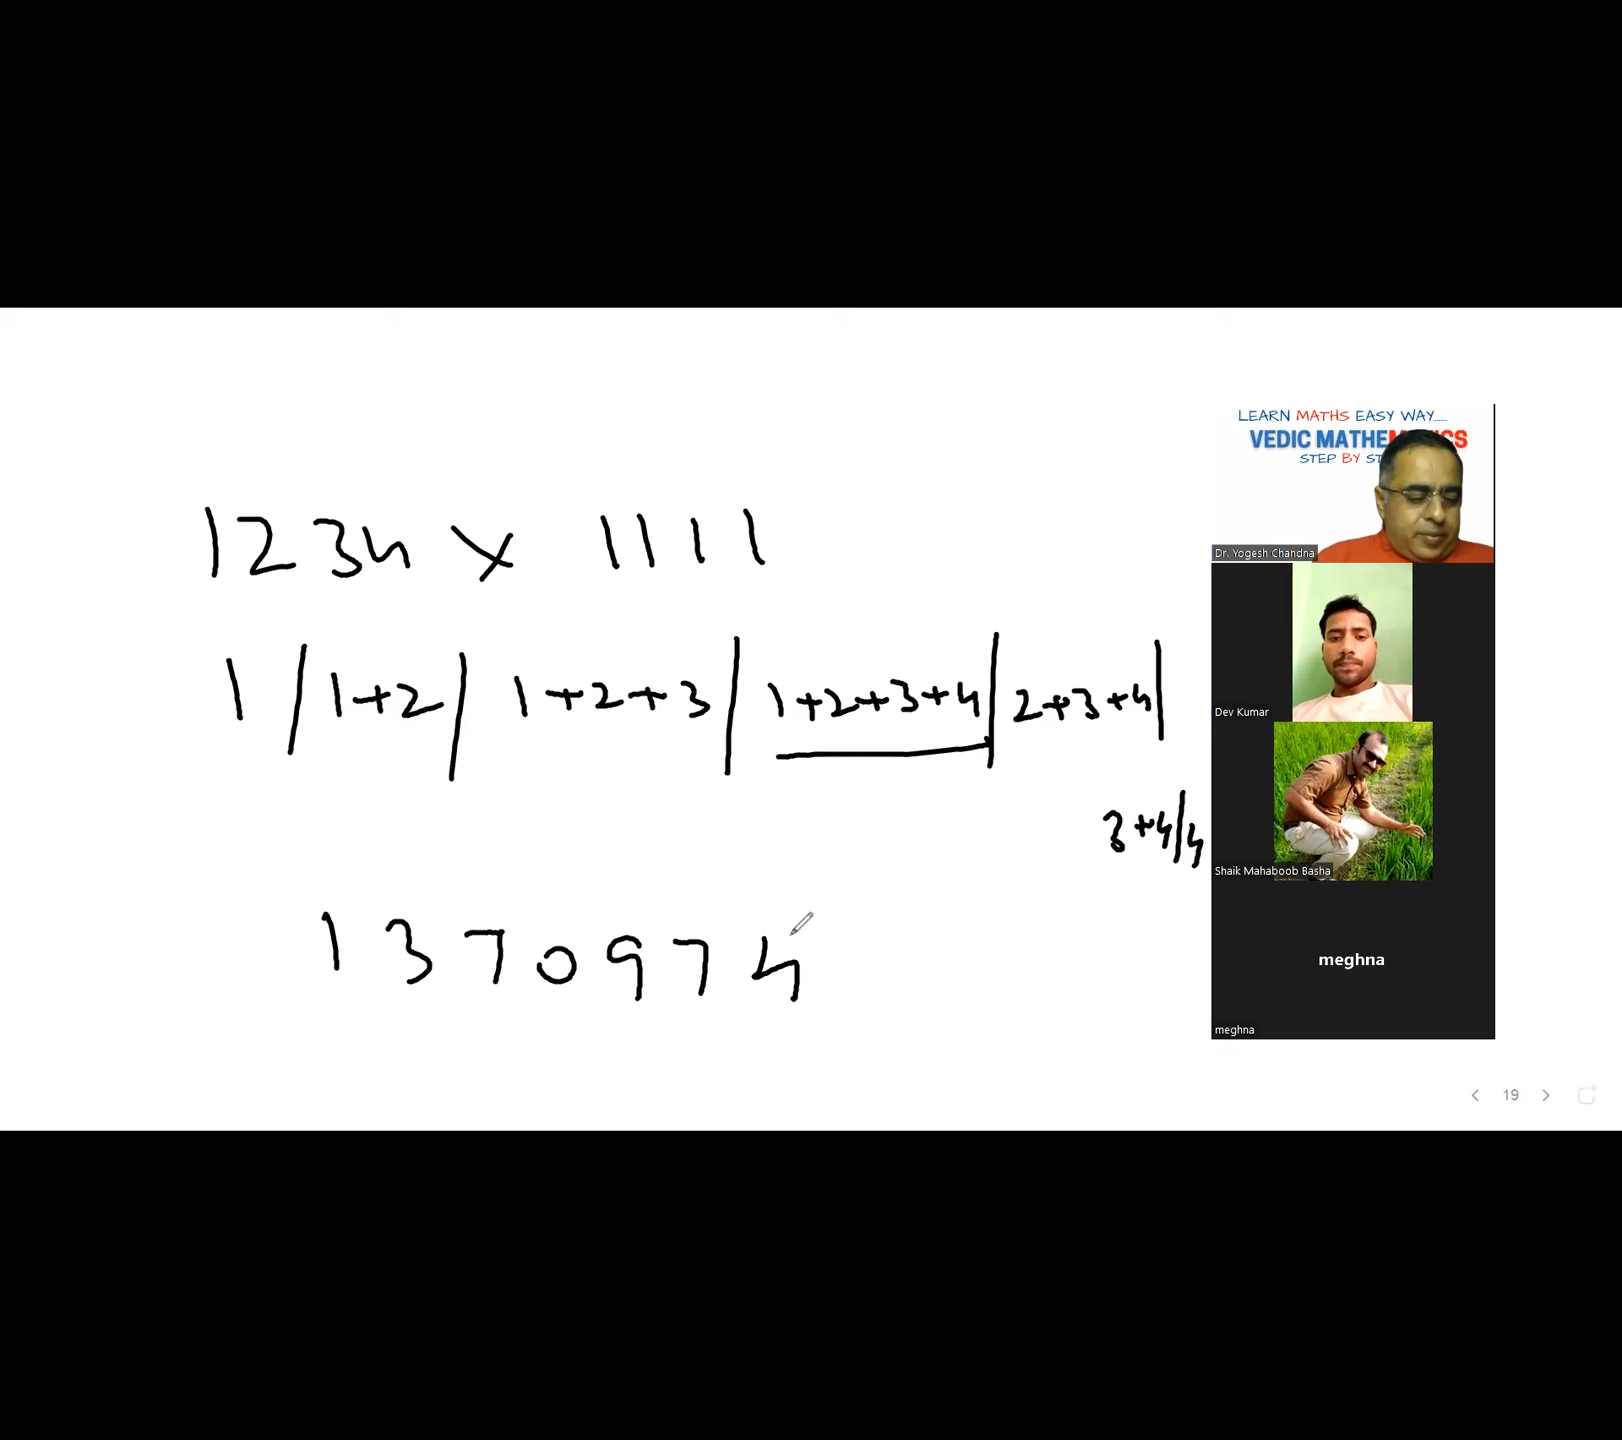 LEARN MATHS EASY WAY.....
VEDIC MATHE
STEP BY
Dr. Yogesh Chandna
1234 x 1111
1 / 1+2 / 1+2+3 / 1+2+3+4 | 2+3+4 |
3+4/4
Dev Kumar
Shaik Mahaboob Basha
1370974
meghna
meghna
19